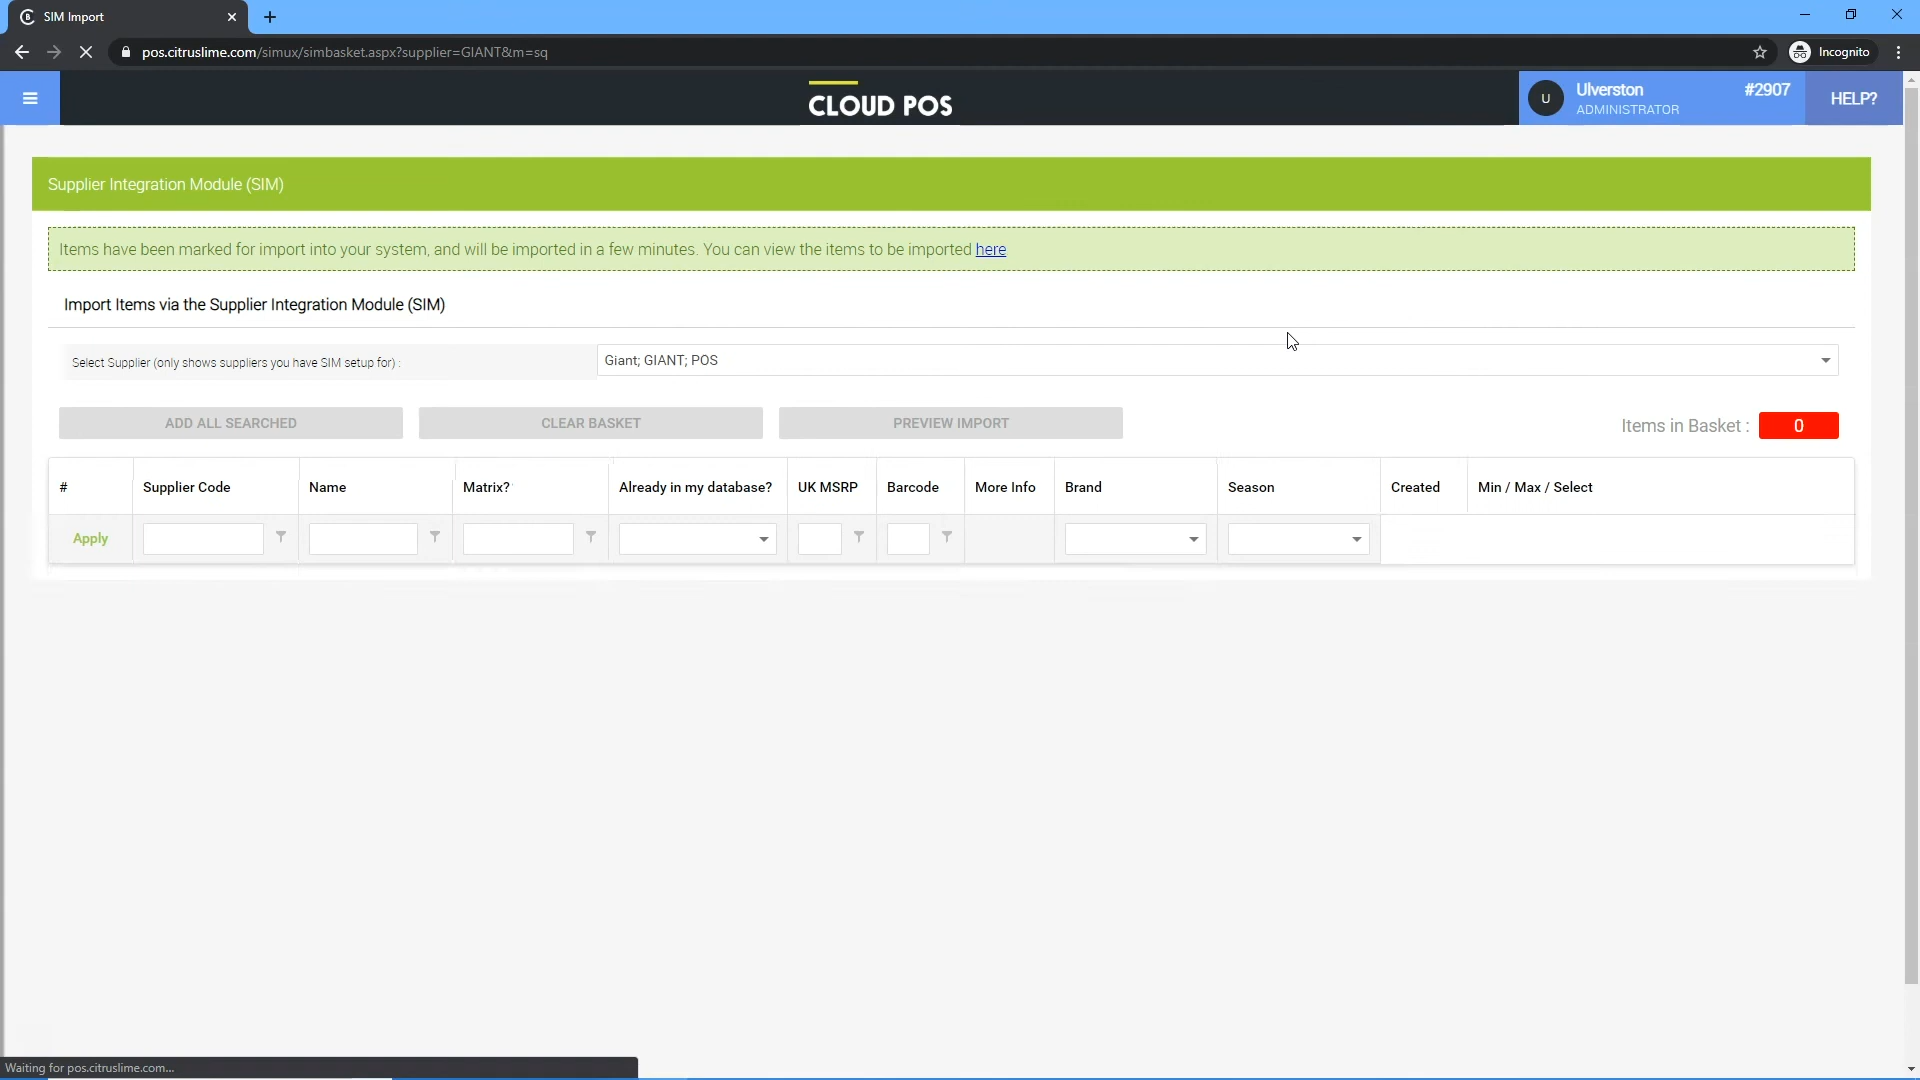 SIM Import
pos.citruslime.com/simux/simbasket.aspx?supplier=GIANT&m=sq
Incognito
CLOUD POS
U
Ulverston
#2907
ADMINISTRATOR
HELP?
Supplier Integration Module (SIM)
Items have been marked for import into your system, and will be imported in a few minutes. You can view the items to be imported here
Import Items via the Supplier Integration Module (SIM)
Select Supplier (only shows suppliers you have SIM setup for) :
Giant; GIANT; POS
ADD ALL SEARCHED
CLEAR BASKET
PREVIEW IMPORT
Items in Basket :
0
# Supplier Code Name Matrix? Already in my database? UK MSRP Barcode More Info Brand Season Created Min / Max / Select
Apply
Waiting for pos.citruslime.com...